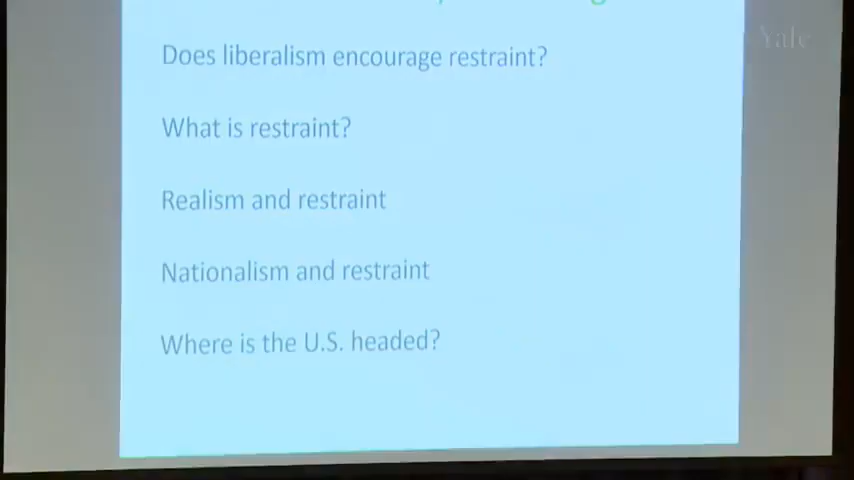 Yale
Does liberalism encourage restraint?
What is restraint?
Realism and restraint
Nationalism and restraint
Where is the U.S. headed?